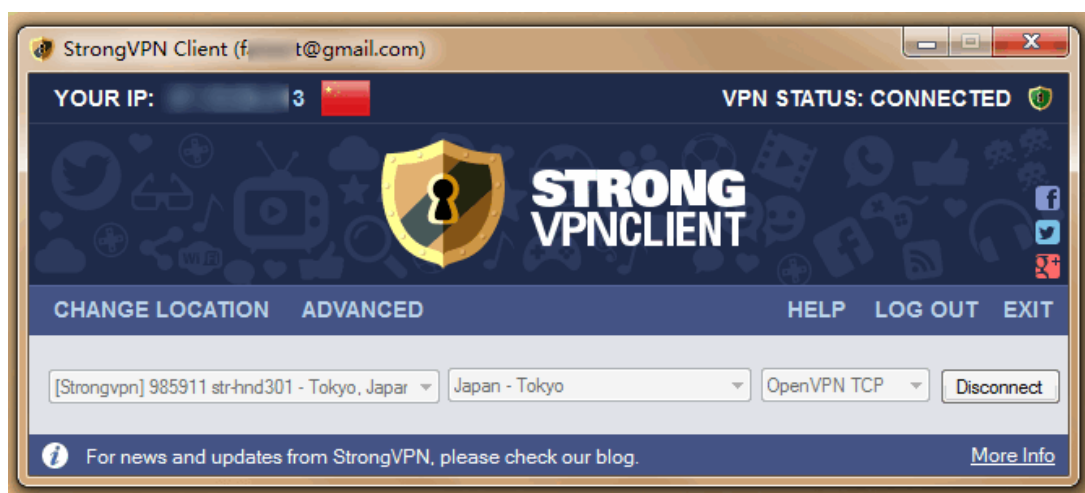 StrongVPN Client (f t@gmail.com)
YOUR IP: 3
VPN STATUS: CONNECTED
STRONG
VPNCLIENT
CHANGE LOCATION ADVANCED HELP LOG OUT EXIT
[Strongvpn] 985911 str-hnd301 - Tokyo, Japar
Japan - Tokyo
OpenVPN TCP
Disconnect
For news and updates from StrongVPN, please check our blog.
More Info